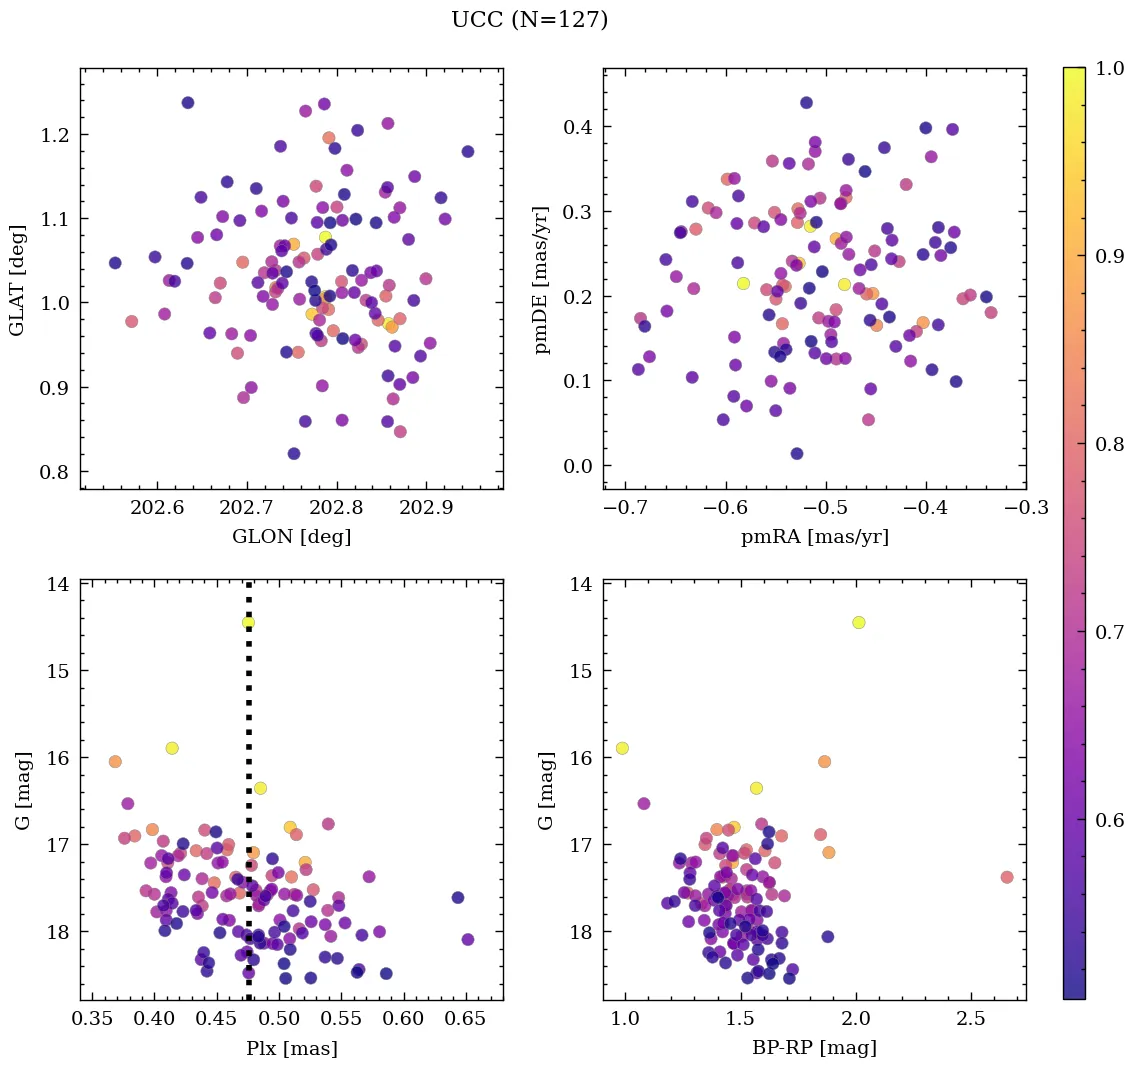 UCC (N=127)
1.2
1.1
1.0
0.9
0.8
GLAT [deg]
202.6 202.7 202.8 202.9
GLON [deg]
0.4
0.3
0.2
0.1
0.0
pmDE [mas/yr]
−0.7 −0.6 −0.5 −0.4 −0.3
pmRA [mas/yr]
14
15
16
17
18
G [mag]
0.35 0.40 0.45 0.50 0.55 0.60 0.65
Plx [mas]
14
15
16
17
18
G [mag]
1.0 1.5 2.0 2.5
BP-RP [mag]
1.0
0.9
0.8
0.7
0.6